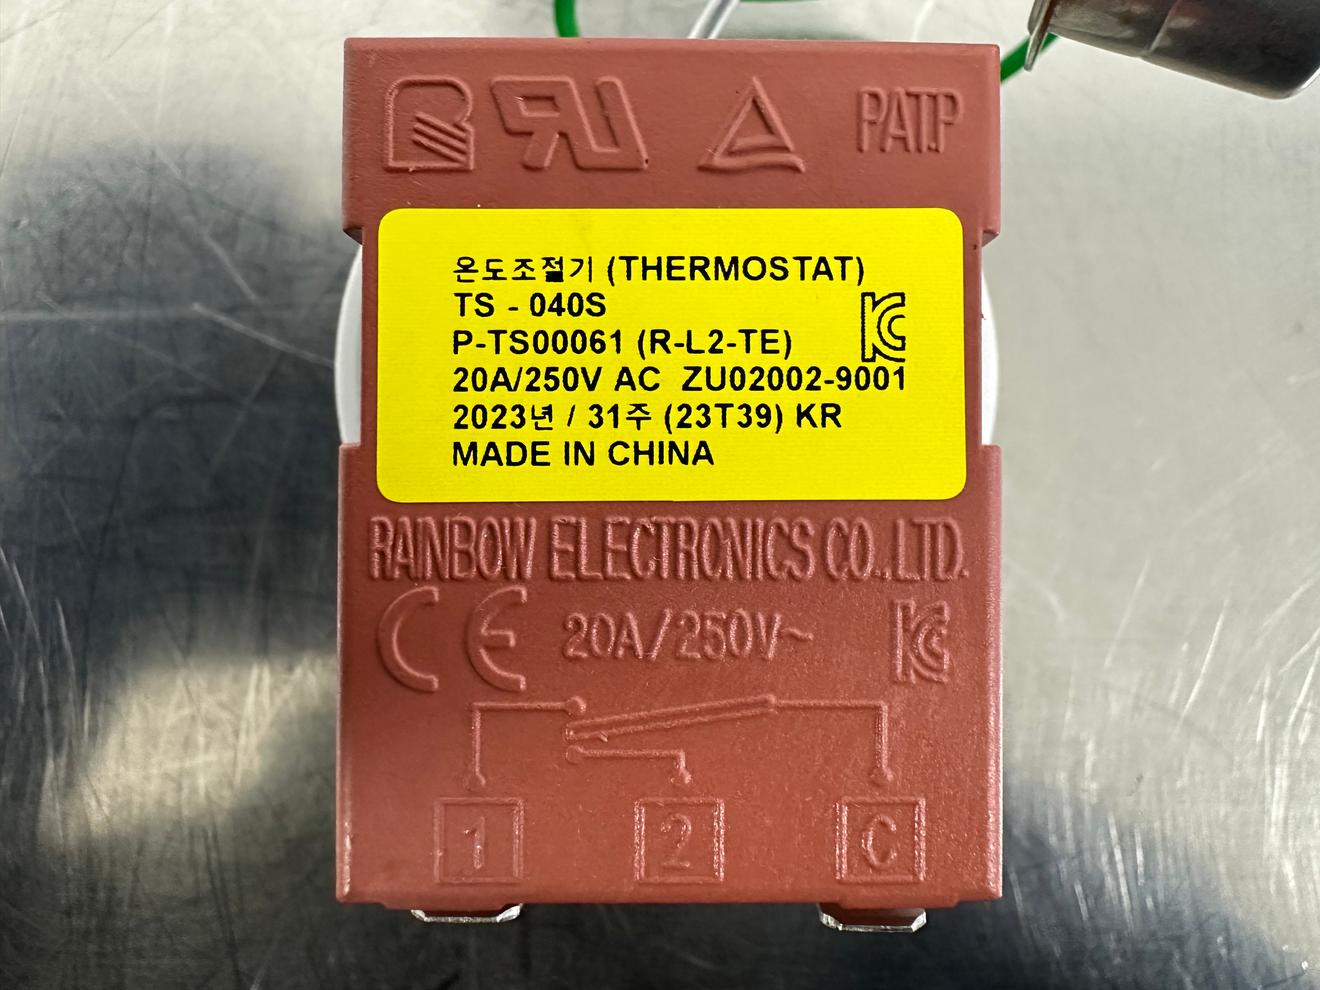 PAT.P
온도조절기 (THERMOSTAT)
TS - 040S
P-TS00061 (R-L2-TE)
20A/250V AC  ZU02002-9001
2023년 / 31주 (23T39) KR
MADE IN CHINA
RAINBOW ELECTRONICS CO.,LTD.
CE 20A/250V~
1 2 C